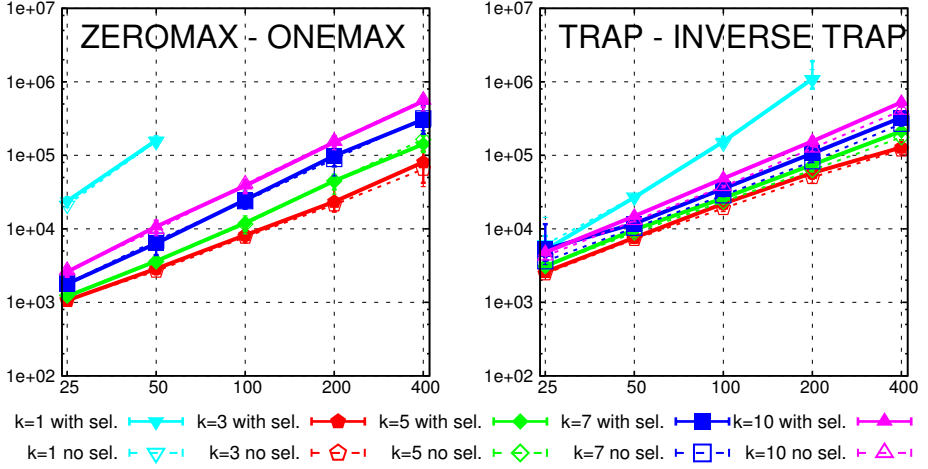 ZEROMAX - ONEMAX
1e+07
1e+06
1e+05
1e+04
1e+03
1e+02
25 50 100 200 400
TRAP - INVERSE TRAP
1e+07
1e+06
1e+05
1e+04
1e+03
1e+02
25 50 100 200 400
k=1 with sel. k=3 with sel. k=5 with sel. k=7 with sel. k=10 with sel.
k=1 no sel. k=3 no sel. k=5 no sel. k=7 no sel. k=10 no sel.